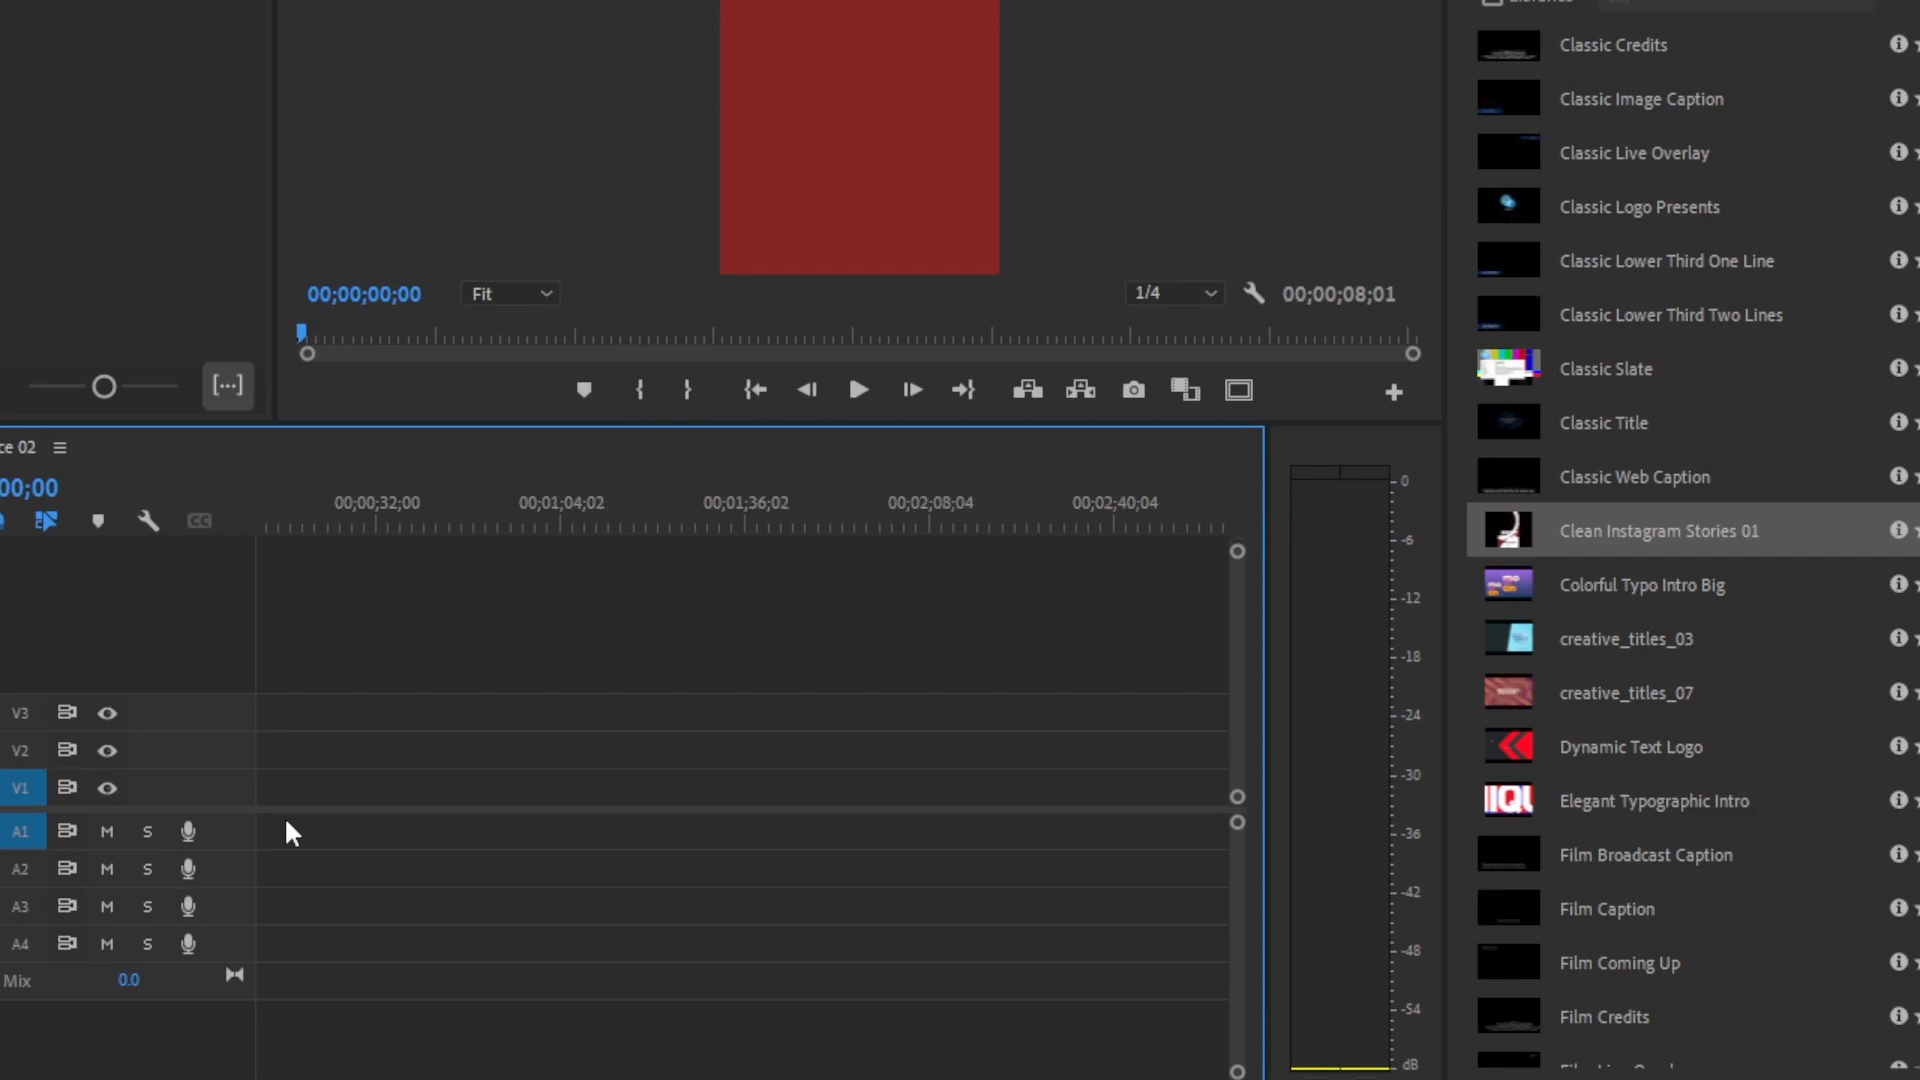 Classic Credits
Classic Image Caption
Classic Live Overlay
Classic Logo Presents
Classic Lower Third One Line
Classic Lower Third Two Lines
Classic Slate
Classic Title
Classic Web Caption
Clean Instagram Stories 01
Colorful Typo Intro Big
creative_titles_03
creative_titles_07
Dynamic Text Logo
Elegant Typographic Intro
Film Broadcast Caption
Film Caption
Film Coming Up
Film Credits
00;00;00;00
Fit
1/4
00;00;08;01
ce 02
00;00
00;00;32;00
00;01;04;02
00;01;36;02
00;02;08;04
00;02;40;04
V3
V2
V1
A1 M S
A2 M S
A3 M S
A4 M S
Mix 0.0
0
-6
-12
-18
-24
-30
-36
-42
-48
-54
dB